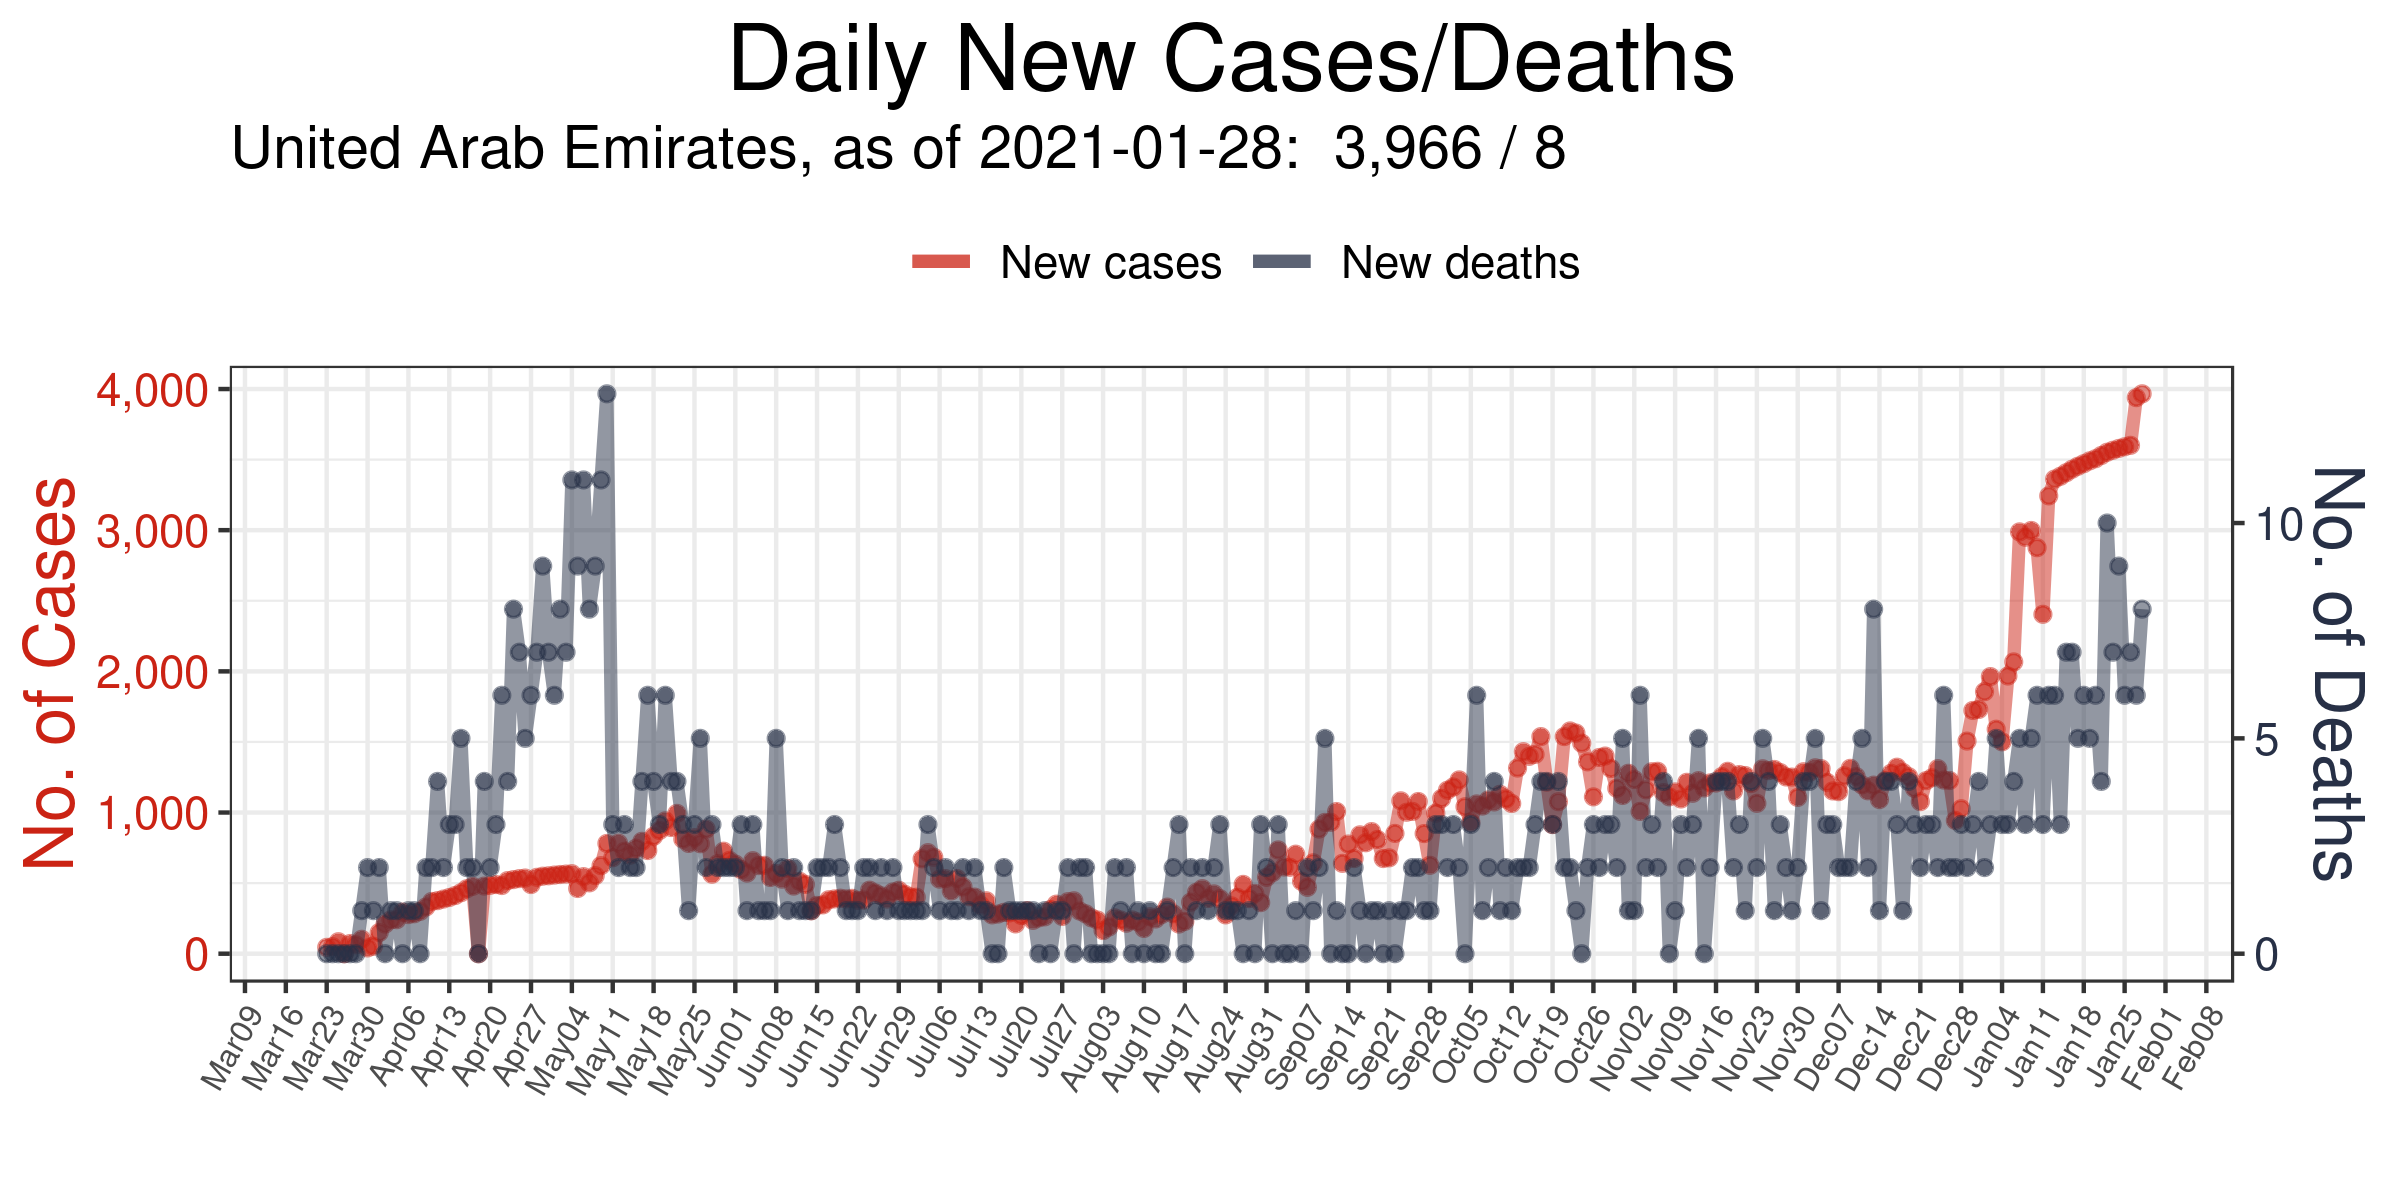 Daily New Cases/Deaths
United Arab Emirates, as of 2021-01-28:  3,966 / 8
New cases
New deaths
No. of Cases
4,000
3,000
2,000
1,000
0
No. of Deaths
10
5
0
Mar09
Mar16
Mar23
Mar30
Apr06
Apr13
Apr20
Apr27
May04
May11
May18
May25
Jun01
Jun08
Jun15
Jun22
Jun29
Jul06
Jul13
Jul20
Jul27
Aug03
Aug10
Aug17
Aug24
Aug31
Sep07
Sep14
Sep21
Sep28
Oct05
Oct12
Oct19
Oct26
Nov02
Nov09
Nov16
Nov23
Nov30
Dec07
Dec14
Dec21
Dec28
Jan04
Jan11
Jan18
Jan25
Feb01
Feb08